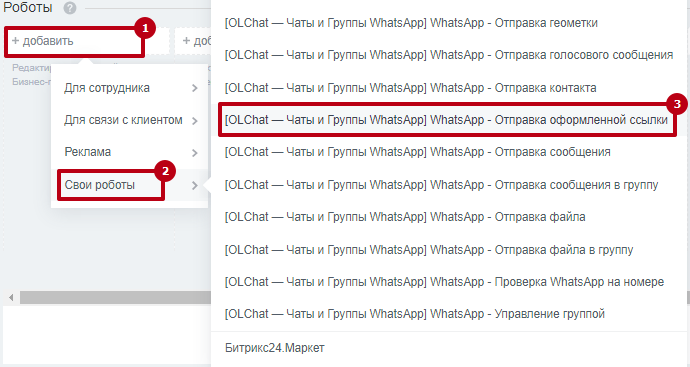 Роботы ?
+ добавить
1
Редактир
Бизнес-п
Для сотрудника
Для связи с клиентом
Реклама
Свои роботы
2
[OLChat — Чаты и Группы WhatsApp] WhatsApp - Отправка геометки
[OLChat — Чаты и Группы WhatsApp] WhatsApp - Отправка голосового сообщения
[OLChat — Чаты и Группы WhatsApp] WhatsApp - Отправка контакта
[OLChat — Чаты и Группы WhatsApp] WhatsApp - Отправка оформленной ссылки
3
[OLChat — Чаты и Группы WhatsApp] WhatsApp - Отправка сообщения
[OLChat — Чаты и Группы WhatsApp] WhatsApp - Отправка сообщения в группу
[OLChat — Чаты и Группы WhatsApp] WhatsApp - Отправка файла
[OLChat — Чаты и Группы WhatsApp] WhatsApp - Отправка файла в группу
[OLChat — Чаты и Группы WhatsApp] WhatsApp - Проверка WhatsApp на номере
[OLChat — Чаты и Группы WhatsApp] WhatsApp - Управление группой
Битрикс24.Маркет